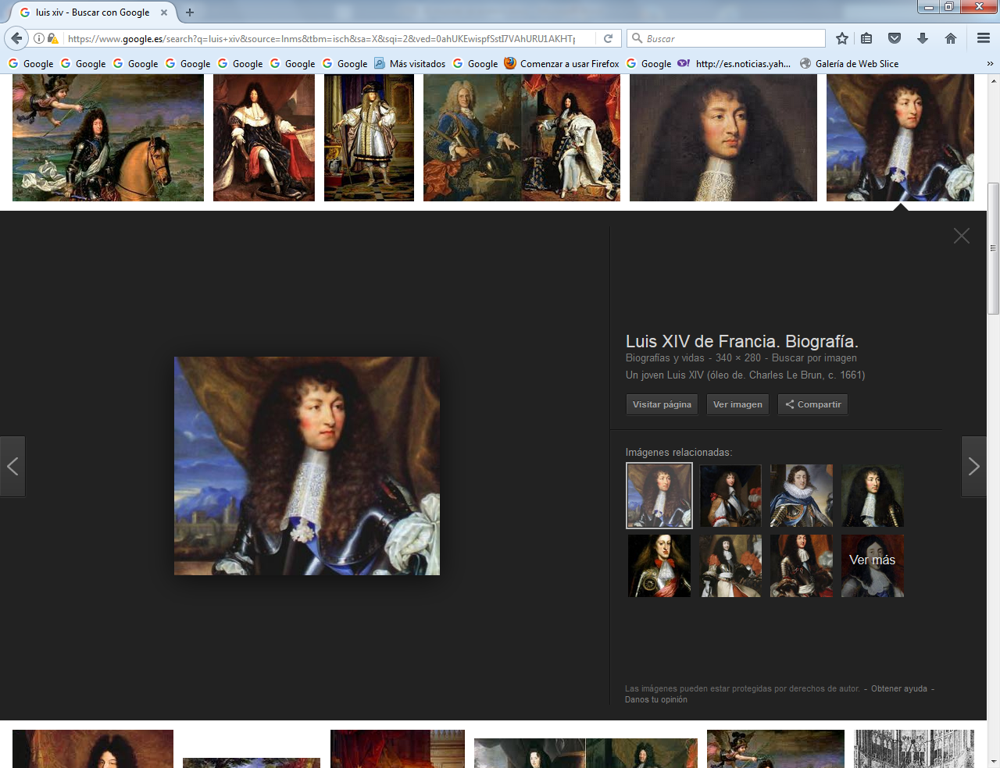 luis xiv - Buscar con Google
https://www.google.es/search?q=luis+xiv&source=lnms&tbm=isch&sa=X&sqi=2&ved=0ahUKEwispfSstI7VAhURU1AKHTp
Buscar
Google Google Google Google Google Google Google Más visitados Google Comenzar a usar Firefox Google http://es.noticias.yah... Galería de Web Slice
Luis XIV de Francia. Biografía.
Biografías y vidas - 340 × 280 - Buscar por imagen
Un joven Luis XIV (óleo de. Charles Le Brun, c. 1661)
Visitar página Ver imagen Compartir
Imágenes relacionadas:
Ver más
Las imágenes pueden estar protegidas por derechos de autor. - Obtener ayuda -
Danos tu opinión